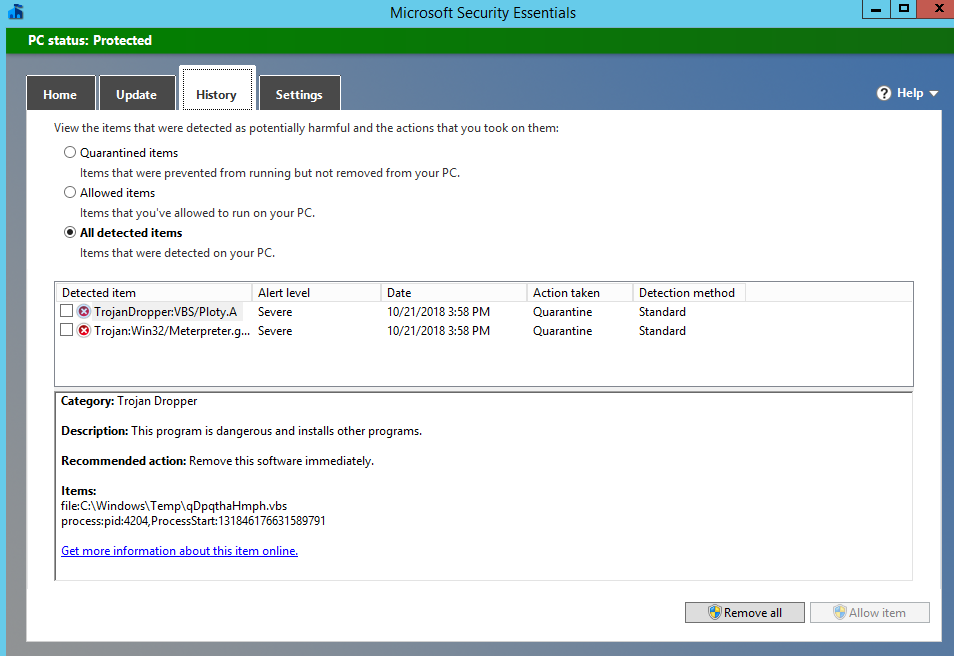 Microsoft Security Essentials
PC status: Protected
Home Update History Settings Help
View the items that were detected as potentially harmful and the actions that you took on them:
Quarantined items
Items that were prevented from running but not removed from your PC.
Allowed items
Items that you've allowed to run on your PC.
All detected items
Items that were detected on your PC.
Detected item Alert level Date Action taken Detection method
TrojanDropper:VBS/Ploty.A Severe 10/21/2018 3:58 PM Quarantine Standard
Trojan:Win32/Meterpreter.g... Severe 10/21/2018 3:58 PM Quarantine Standard
Category: Trojan Dropper
Description: This program is dangerous and installs other programs.
Recommended action: Remove this software immediately.
Items:
file:C:\Windows\Temp\qDpqthaHmph.vbs
process:pid:4204,ProcessStart:131846176631589791
Get more information about this item online.
Remove all Allow item